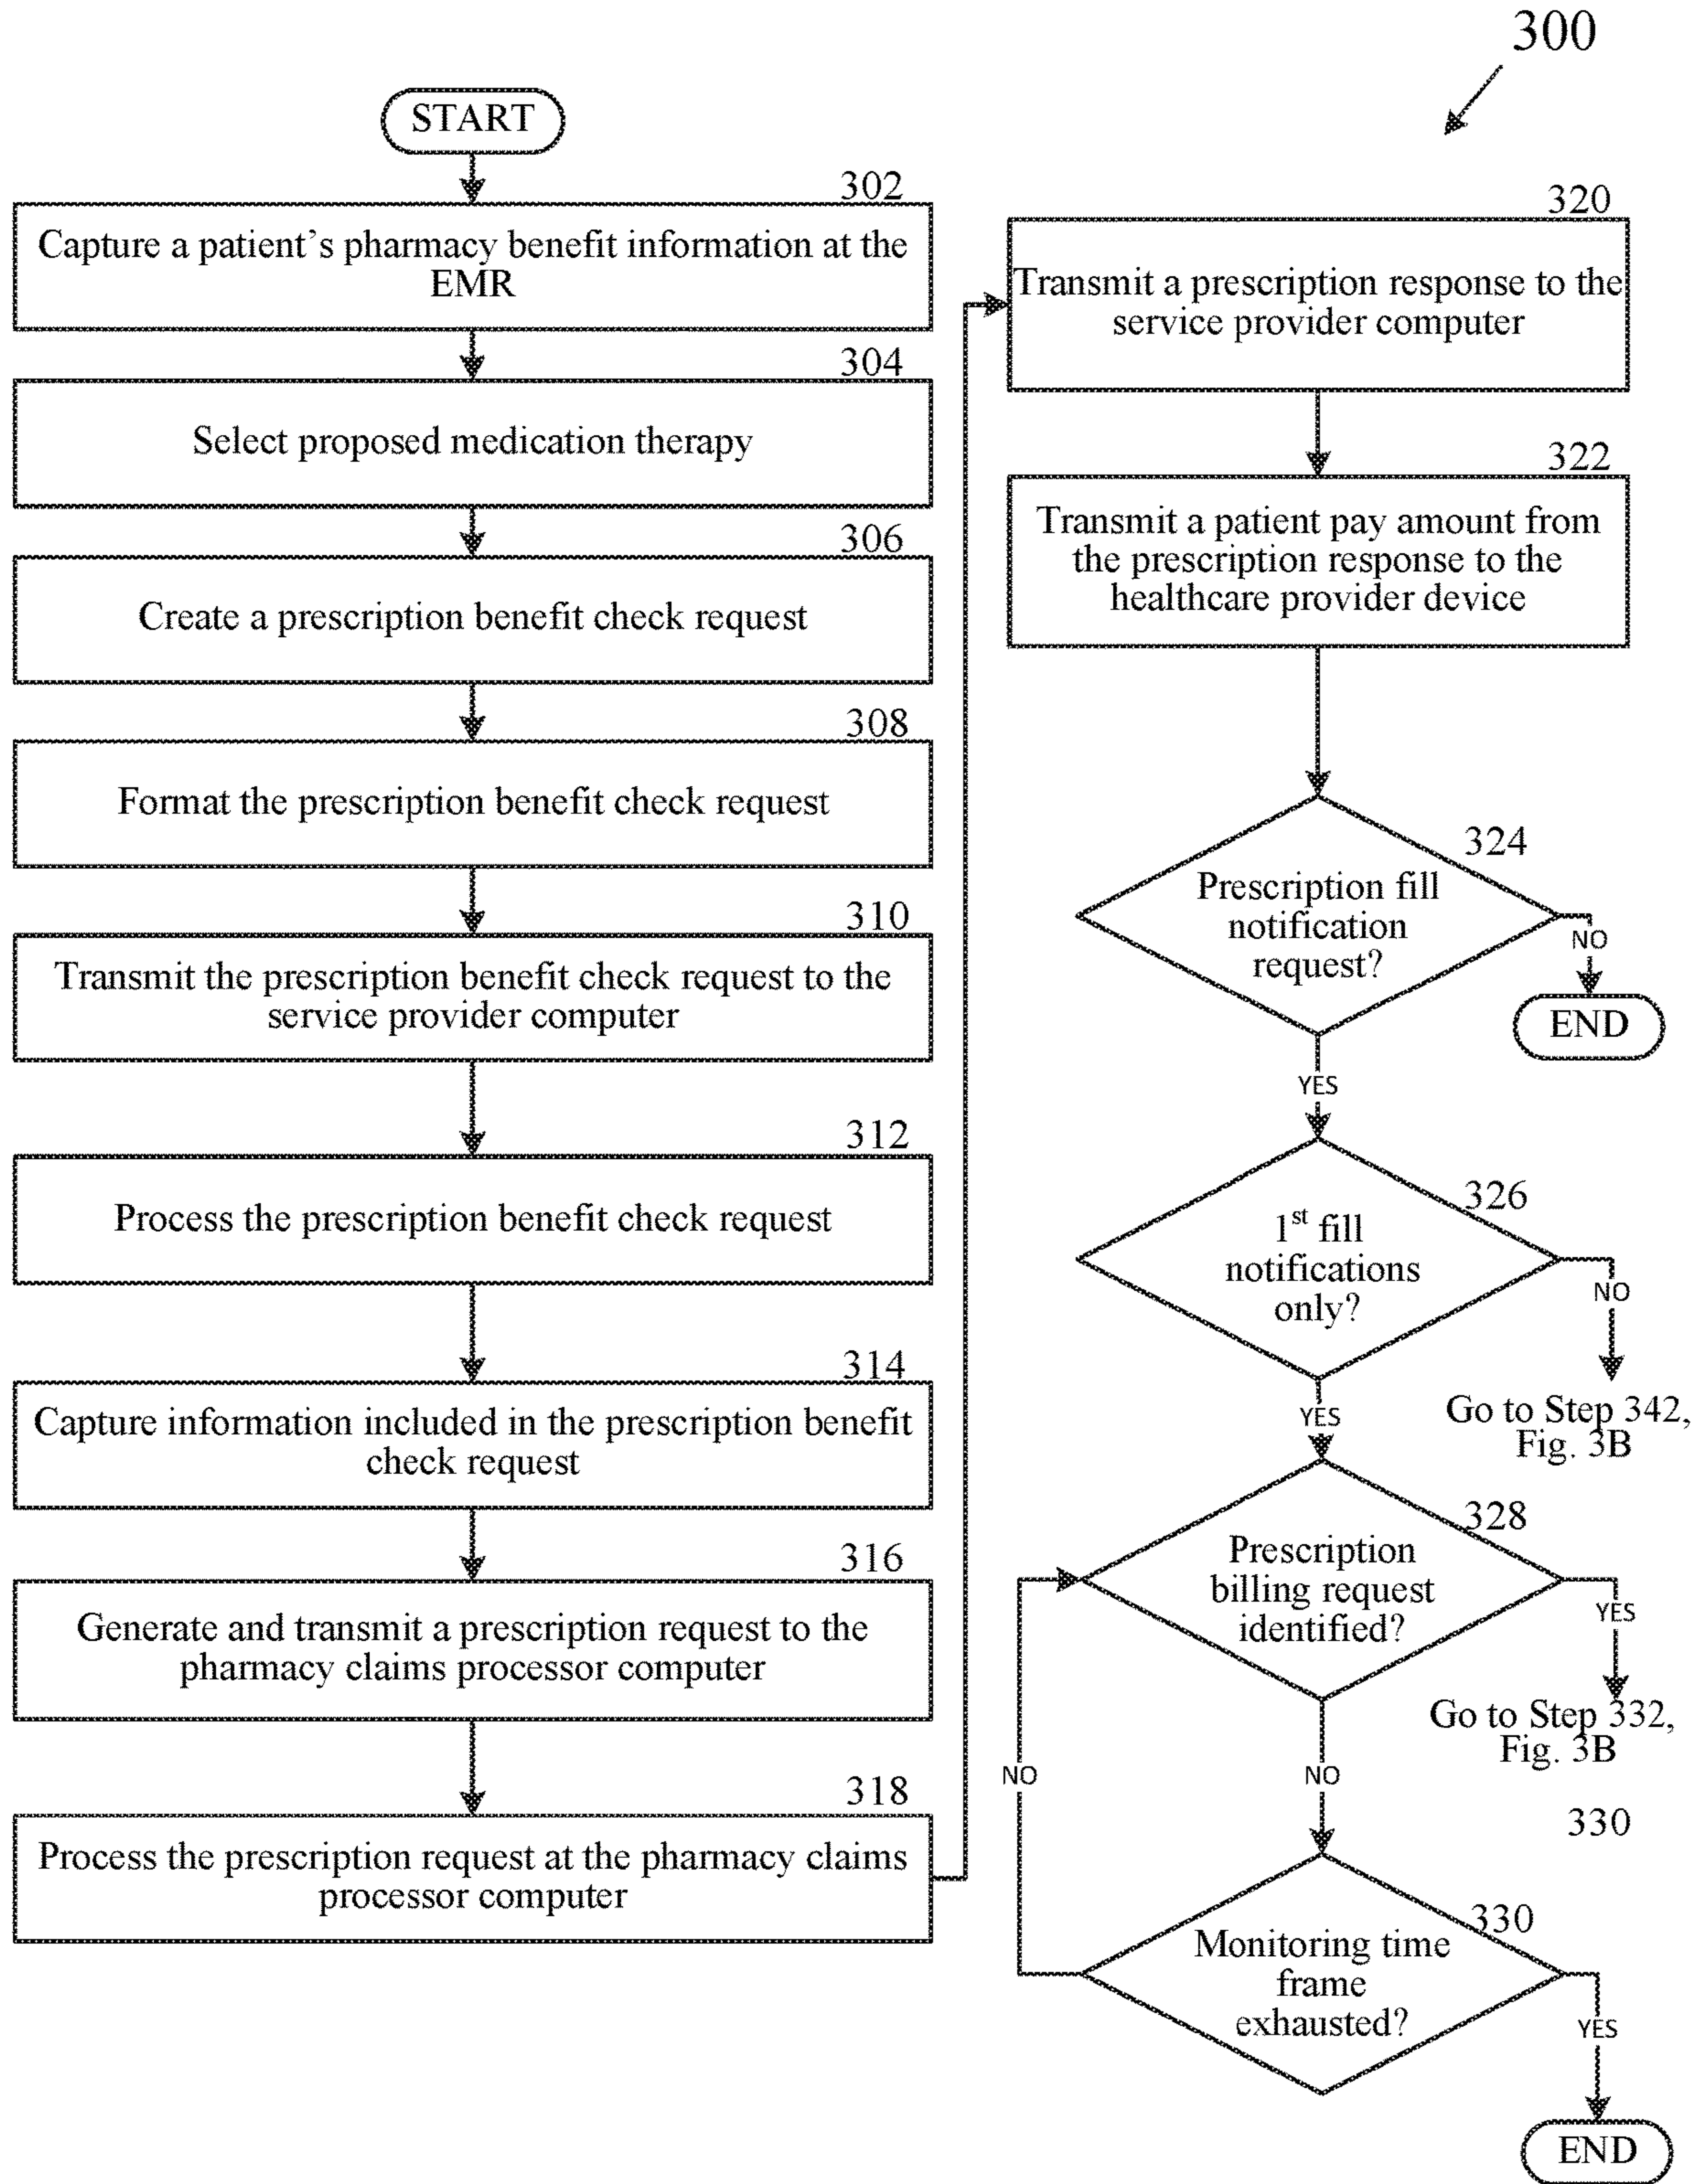 300
START
302
Capture a patient's pharmacy benefit information at the
EMR
304
Select proposed medication therapy
306
Create a prescription benefit check request
308
Format the prescription benefit check request
310
Transmit the prescription benefit check request to the
service provider computer
312
Process the prescription benefit check request
314
Capture information included in the prescription benefit
check request
316
Generate and transmit a prescription request to the
pharmacy claims processor computer
318
Process the prescription request at the pharmacy claims
processor computer
320
Transmit a prescription response to the
service provider computer
322
Transmit a patient pay amount from
the prescription response to the
healthcare provider device
324
Prescription fill
notification
request?
NO
END
YES
326
1st fill
notifications
only?
NO
Go to Step 342,
Fig. 3B
YES
328
Prescription
billing request
identified?
YES
Go to Step 332,
Fig. 3B
NO
NO
330
330
Monitoring time
frame
exhausted?
YES
END